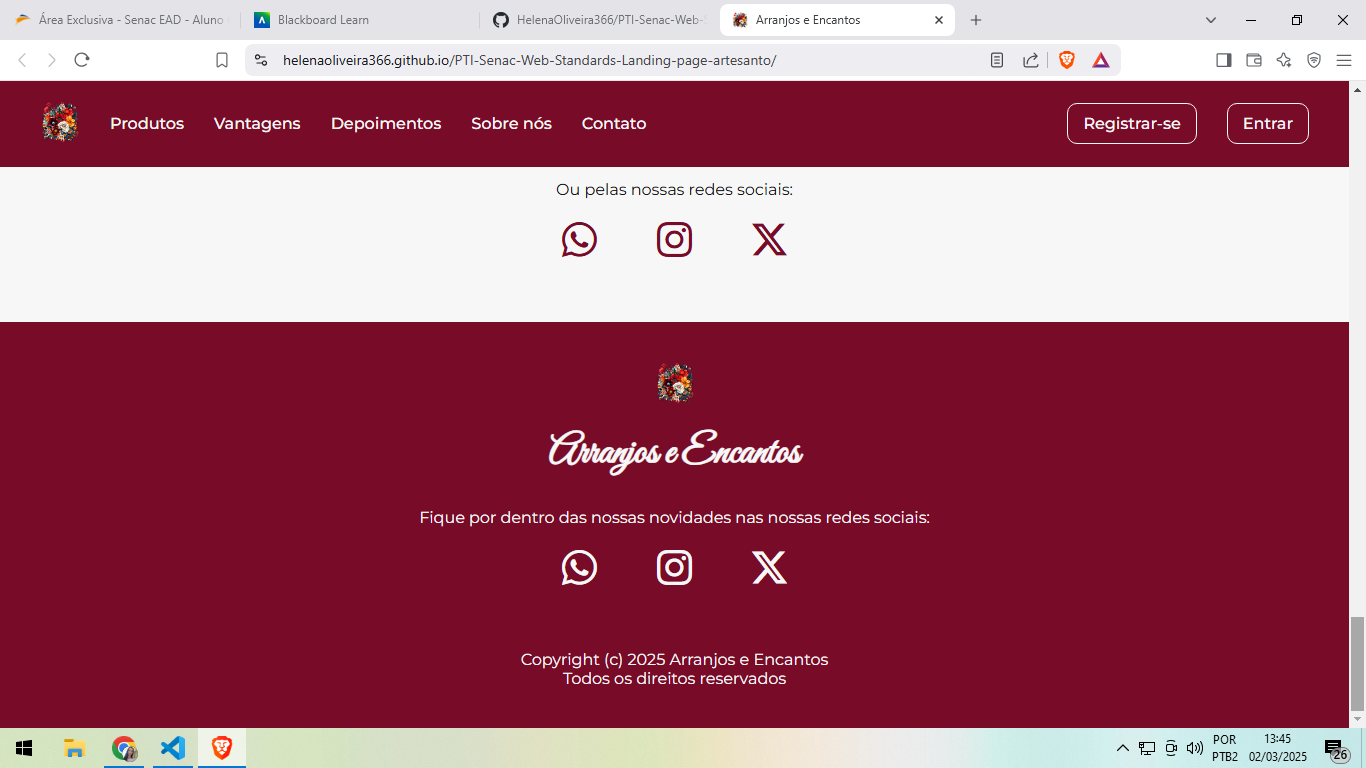 Área Exclusiva - Senac EAD - Aluno
Blackboard Learn
HelenaOliveira366/PTI-Senac-Web-S
Arranjos e Encantos
helenaoliveira366.github.io/PTI-Senac-Web-Standards-Landing-page-artesanto/
Produtos
Vantagens
Depoimentos
Sobre nós
Contato
Registrar-se
Entrar
Ou pelas nossas redes sociais:
Arranjos e Encantos
Fique por dentro das nossas novidades nas nossas redes sociais:
Copyright (c) 2025 Arranjos e Encantos
Todos os direitos reservados
POR
PTB2
13:45
02/03/2025
26